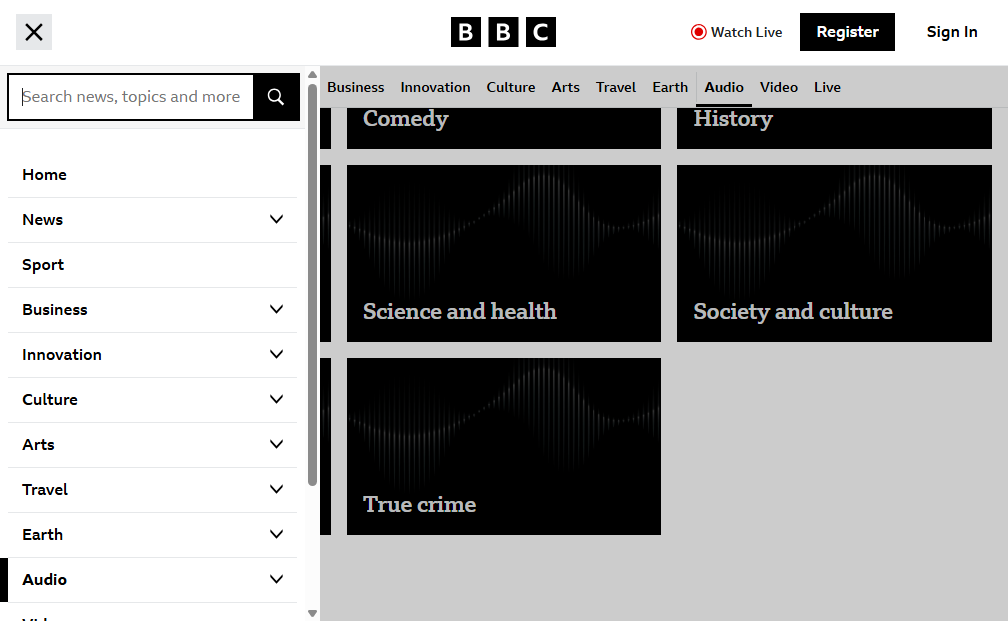 BBC
Watch Live
Register
Sign In
Search news, topics and more
Business Innovation Culture Arts Travel Earth Audio Video Live
Home
News
Sport
Business
Innovation
Culture
Arts
Travel
Earth
Audio
Comedy
History
Science and health
Society and culture
True crime